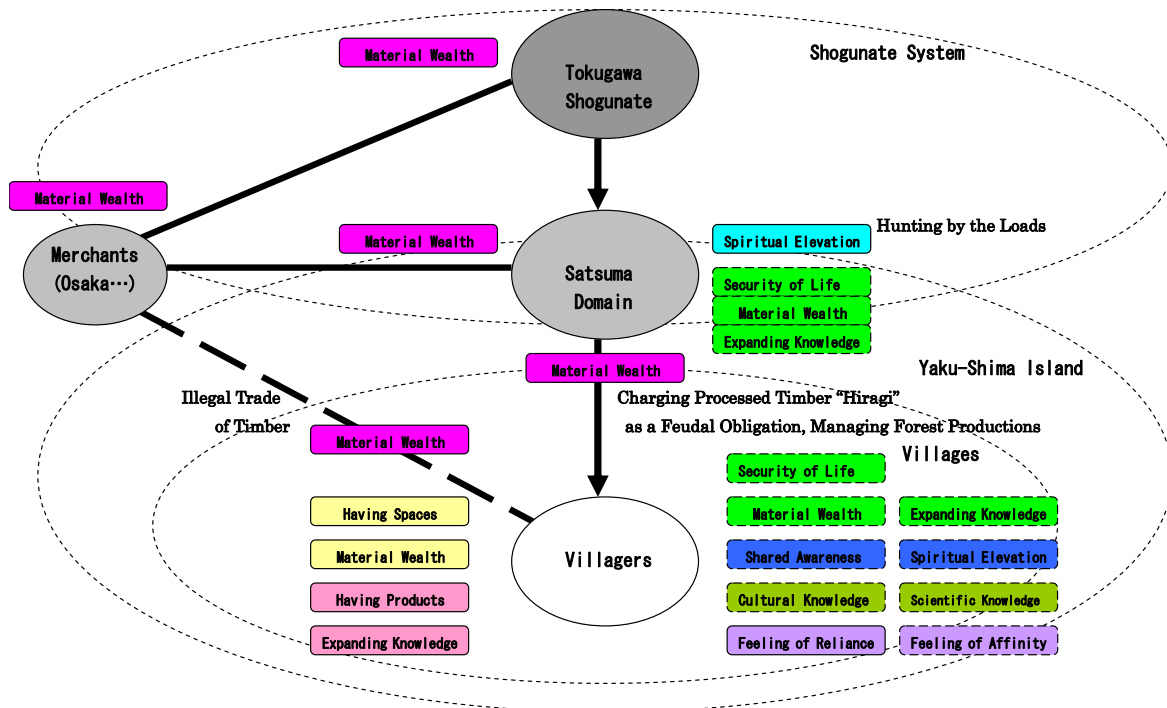 Material Wealth
Shogunate System
Tokugawa
Shogunate
Material Wealth
Material Wealth
Spiritual Elevation
Hunting by the Loads
Merchants
(Osaka…)
Satsuma
Domain
Security of Life
Material Wealth
Expanding Knowledge
Material Wealth
Yaku-Shima Island
Illegal Trade
of Timber
Charging Processed Timber “Hiragi”
as a Feudal Obligation, Managing Forest Productions
Material Wealth
Villages
Security of Life
Having Spaces
Material Wealth
Expanding Knowledge
Material Wealth
Villagers
Shared Awareness
Spiritual Elevation
Having Products
Cultural Knowledge
Scientific Knowledge
Expanding Knowledge
Feeling of Reliance
Feeling of Affinity